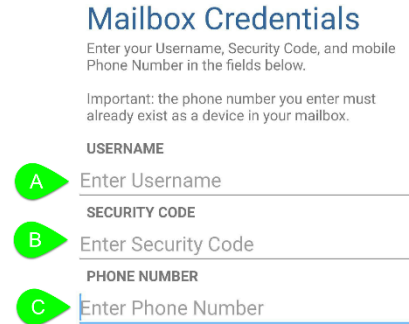 Mailbox Credentials
Enter your Username, Security Code, and mobile
Phone Number in the fields below.
Important: the phone number you enter must
already exist as a device in your mailbox.
USERNAME
A Enter Username
SECURITY CODE
B Enter Security Code
PHONE NUMBER
C Enter Phone Number